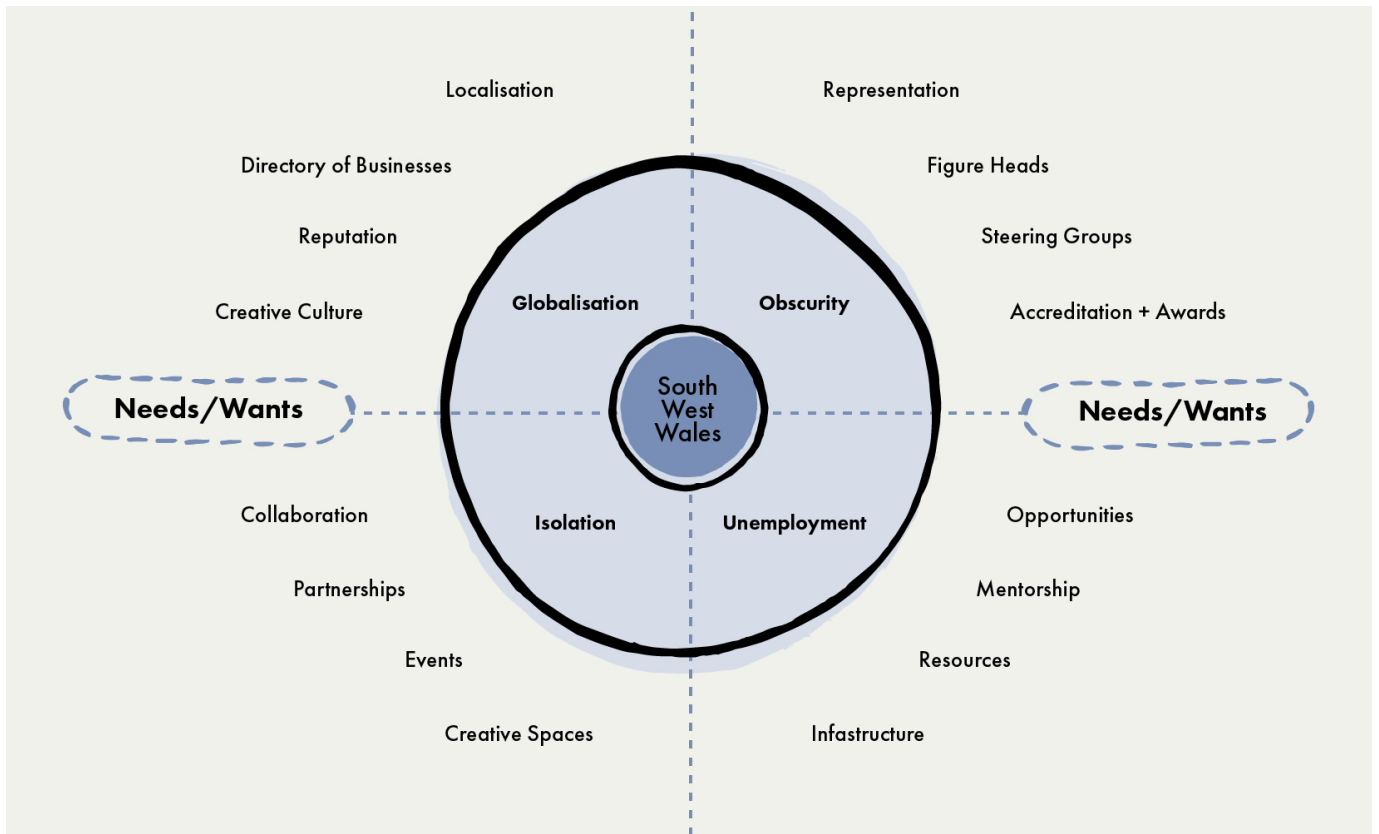 Localisation
Representation
Directory of Businesses
Figure Heads
Reputation
Steering Groups
Creative Culture
Accreditation + Awards
Globalisation
Obscurity
South
West
Wales
Needs/Wants
Needs/Wants
Isolation
Unemployment
Collaboration
Opportunities
Partnerships
Mentorship
Events
Resources
Creative Spaces
Infastructure